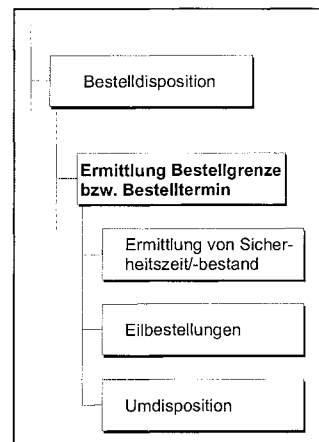 Bestelldisposition
Ermittlung Bestellgrenze
bzw. Bestelltermin
Ermittlung von Sicher-
heitszeit/-bestand
Eilbestellungen
Umdisposition